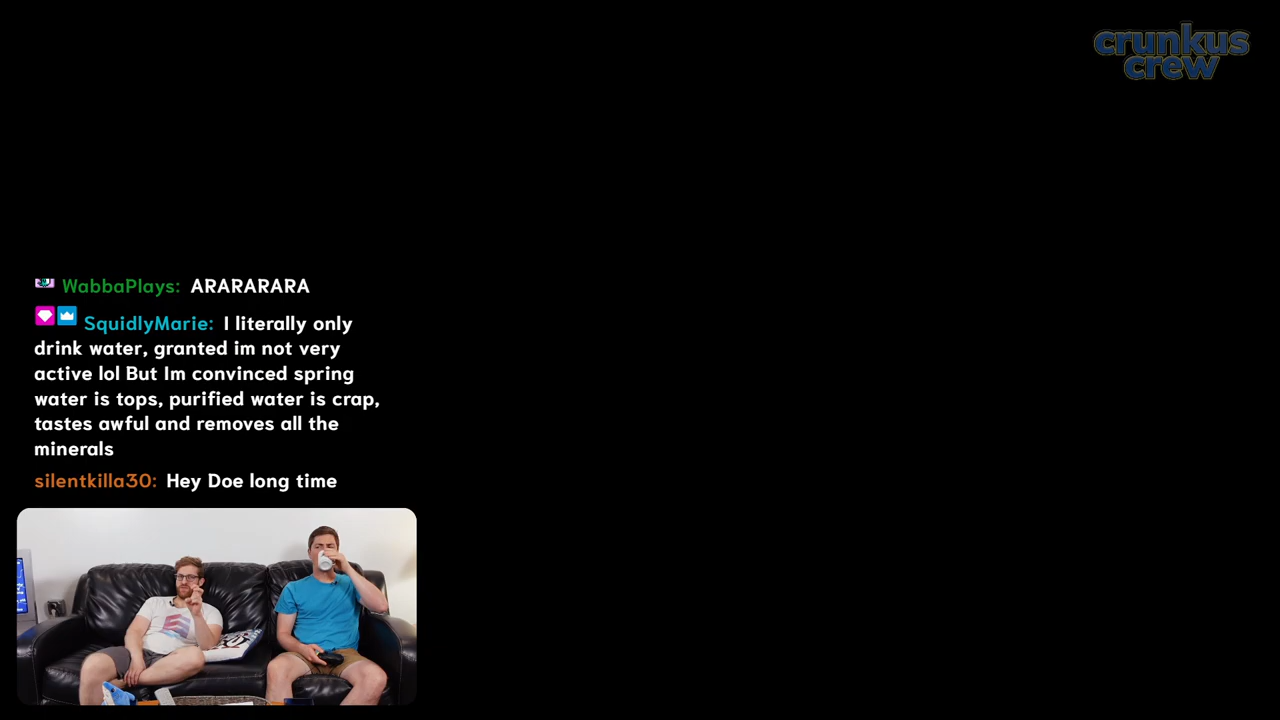 crunkus
crew
WabbaPlays: ARARARARA
SquidlyMarie: I literally only
drink water, granted im not very
active lol But Im convinced spring
water is tops, purified water is crap,
tastes awful and removes all the
minerals
silentkilla30: Hey Doe long time